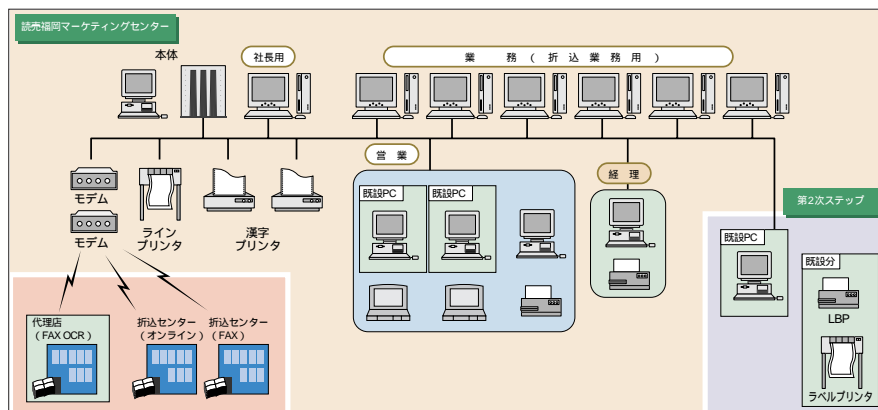 読売福岡マーケティングセンター
本体
社長用
業務(折込業務用)
営業
経理
第2次ステップ
モデム
モデム
ライン
プリンタ
漢字
プリンタ
既設PC
既設PC
既設PC
既設分
LBP
ラベルプリンタ
代理店
(FAX OCR)
折込センター
(オンライン)
折込センター
(FAX)